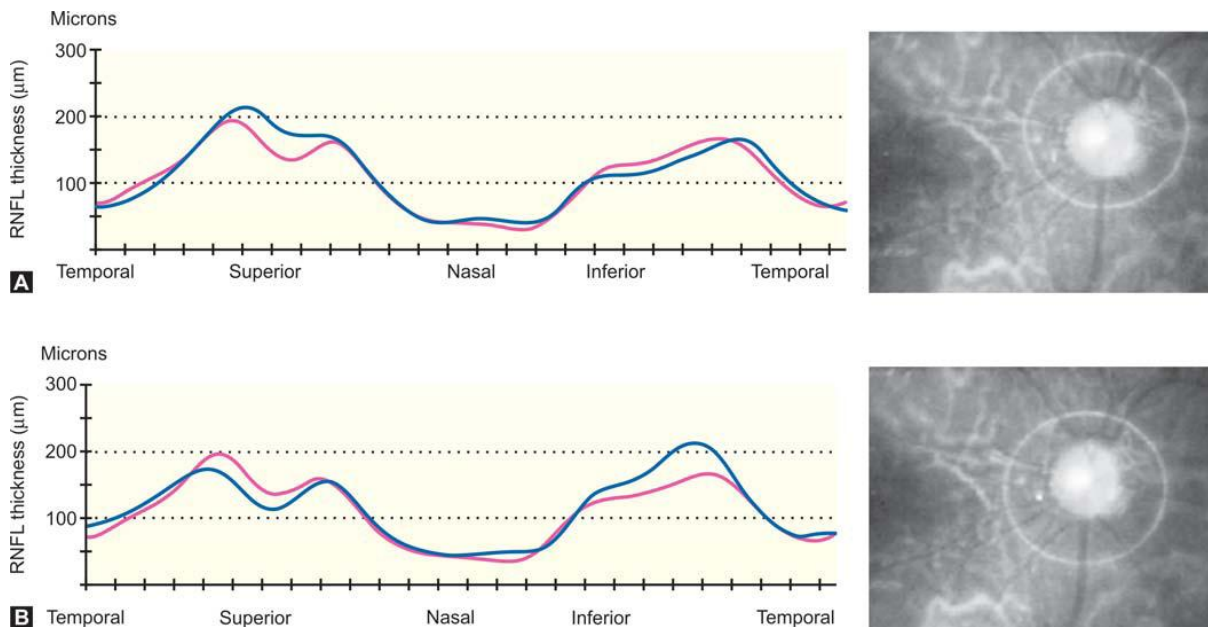 Microns
300
200
100
RNFL thickness (µm)
Temporal Superior Nasal Inferior Temporal
A
Microns
300
200
100
RNFL thickness (µm)
Temporal Superior Nasal Inferior Temporal
B